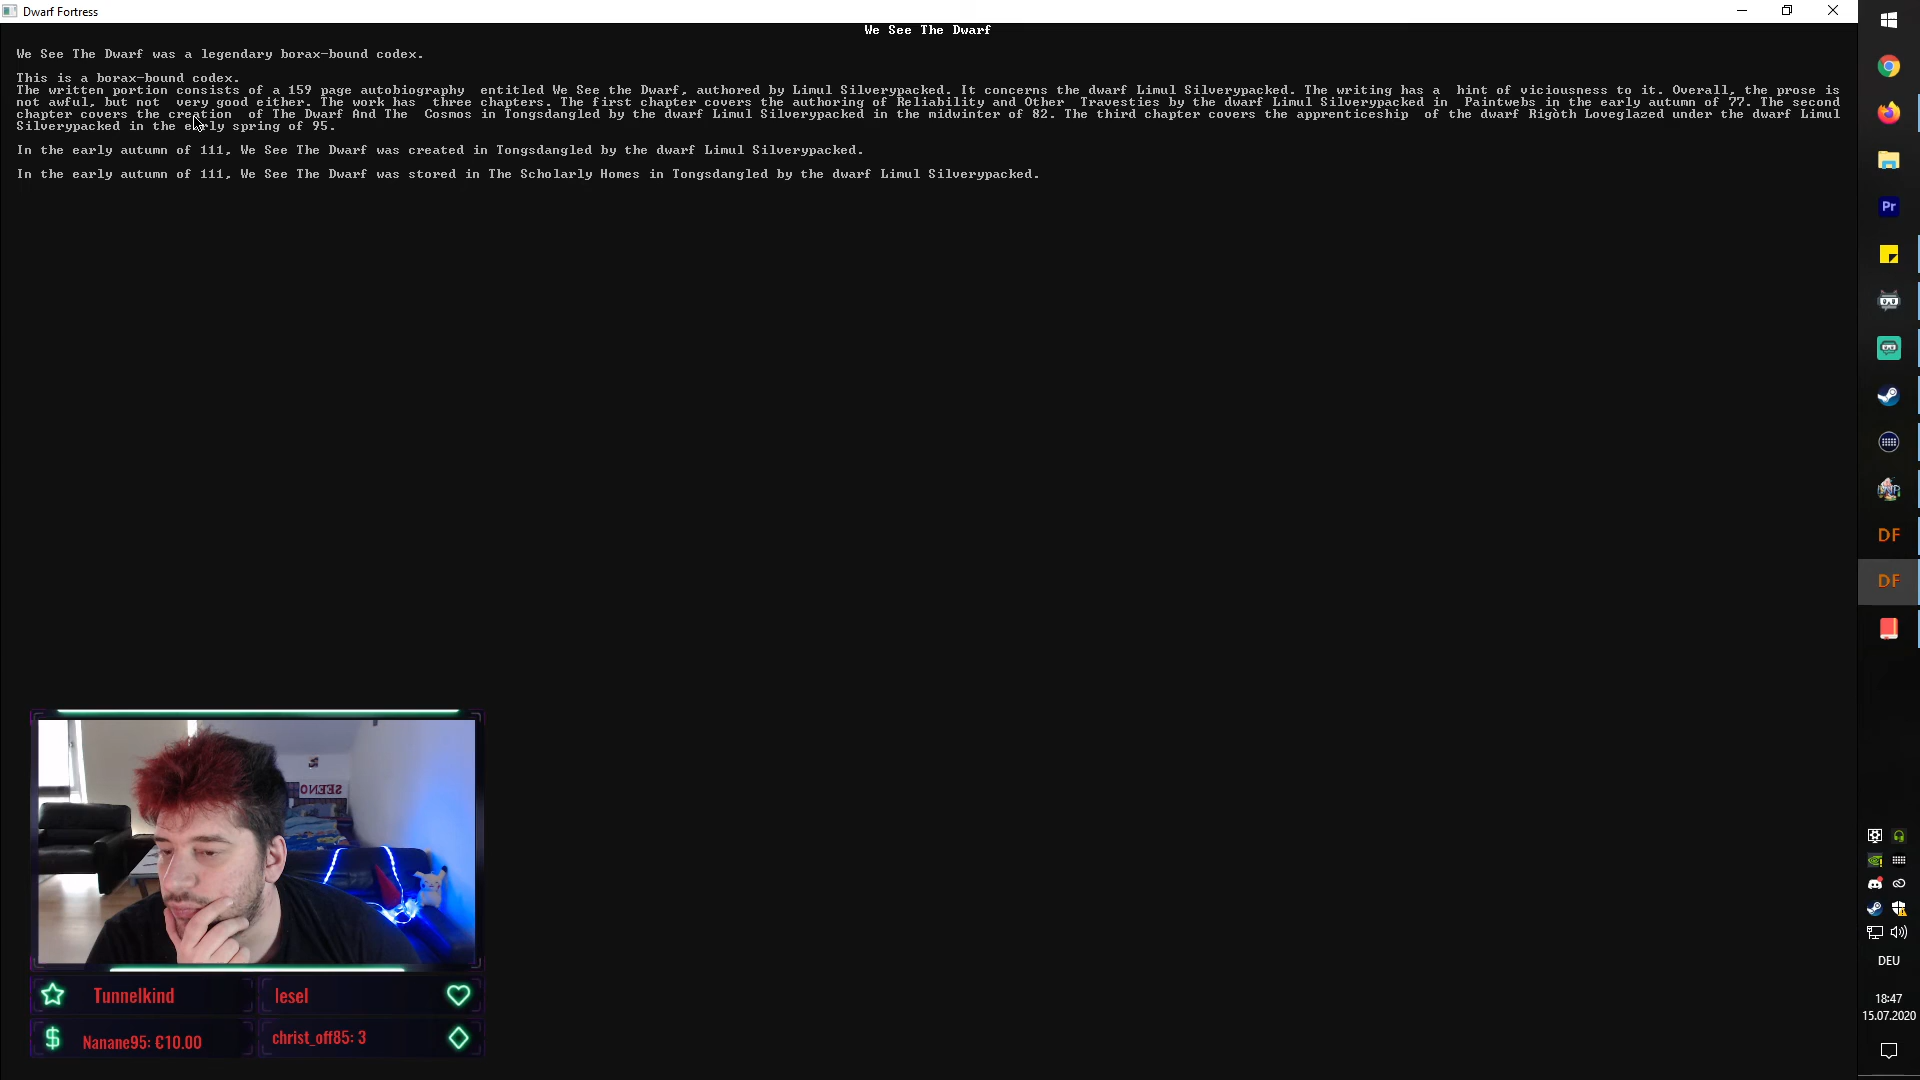 Dwarf Fortress
We See The Dwarf
We See The Dwarf was a legendary borax-bound codex.
This is a borax-bound codex.
The written portion consists of a 159 page autobiography entitled We See the Dwarf, authored by Limul Silverypacked. It concerns the dwarf Limul Silverypacked. The writing has a hint of viciousness to it. Overall, the prose is
not awful, but not very good either. The work has three chapters. The first chapter covers the authoring of Reliability and Other Travesties by the dwarf Limul Silverypacked in Paintwebs in the early autumn of 77. The second
chapter covers the creation of The Dwarf And The Cosmos in Tongsdangled by the dwarf Limul Silverypacked in the midwinter of 82. The third chapter covers the apprenticeship of the dwarf Rigòth Loveglazed under the dwarf Limul
Silverypacked in the early spring of 95.
In the early autumn of 111, We See The Dwarf was created in Tongsdangled by the dwarf Limul Silverypacked.
In the early autumn of 111, We See The Dwarf was stored in The Scholarly Homes in Tongsdangled by the dwarf Limul Silverypacked.
Pr
DF
DF
DEU
18:47
15.07.2020
Tunnelkind
lesel
$
Nanane95: €10.00
christ_off85: 3